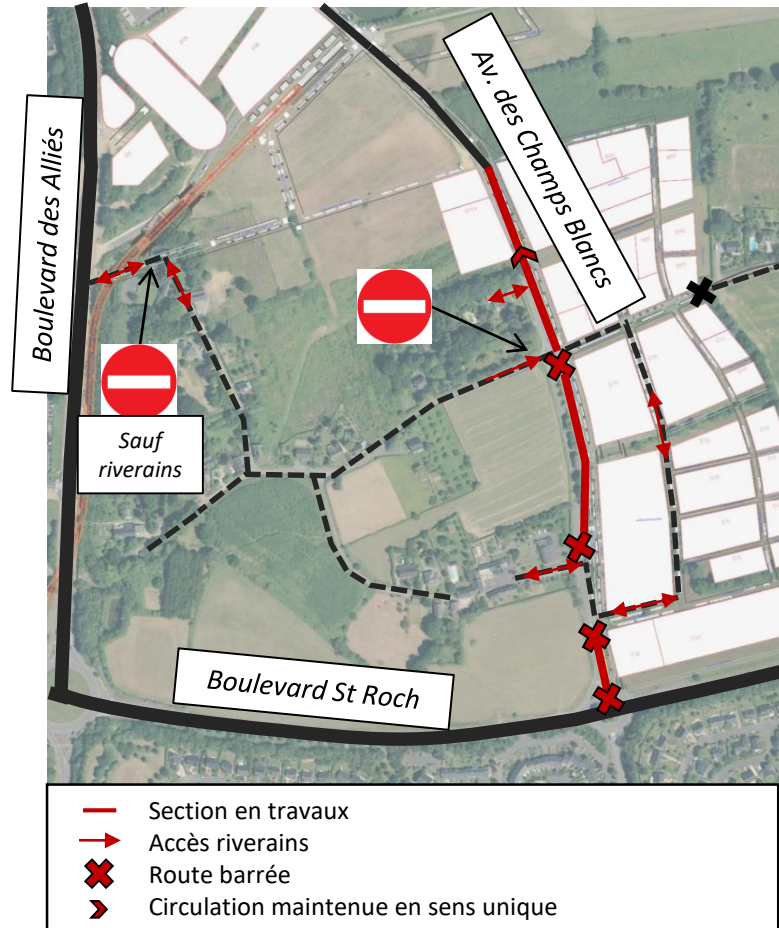 Boulevard des Alliés
Av. des Champs Blancs
Sauf
riverains
Boulevard St Roch
Section en travaux
Accès riverains
Route barrée
Circulation maintenue en sens unique